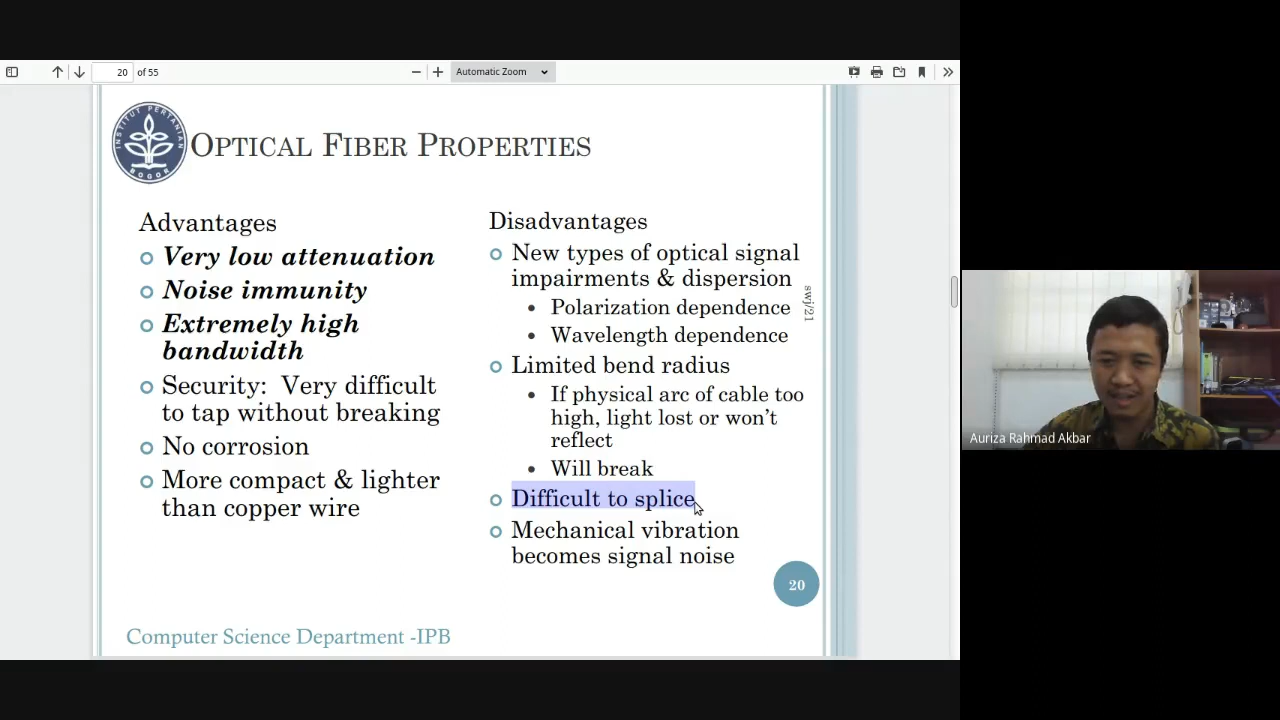 20 of 55
Automatic Zoom
INSTITUT PERTANIAN
BOGOR
OPTICAL FIBER PROPERTIES
Advantages
Very low attenuation
Noise immunity
Extremely high
bandwidth
Security: Very difficult
to tap without breaking
No corrosion
More compact & lighter
than copper wire
Disadvantages
New types of optical signal
impairments & dispersion
Polarization dependence
Wavelength dependence
Limited bend radius
If physical arc of cable too
high, light lost or won't
reflect
Will break
Difficult to splice
Mechanical vibration
becomes signal noise
swj/21
20
Computer Science Department -IPB
Auriza Rahmad Akbar